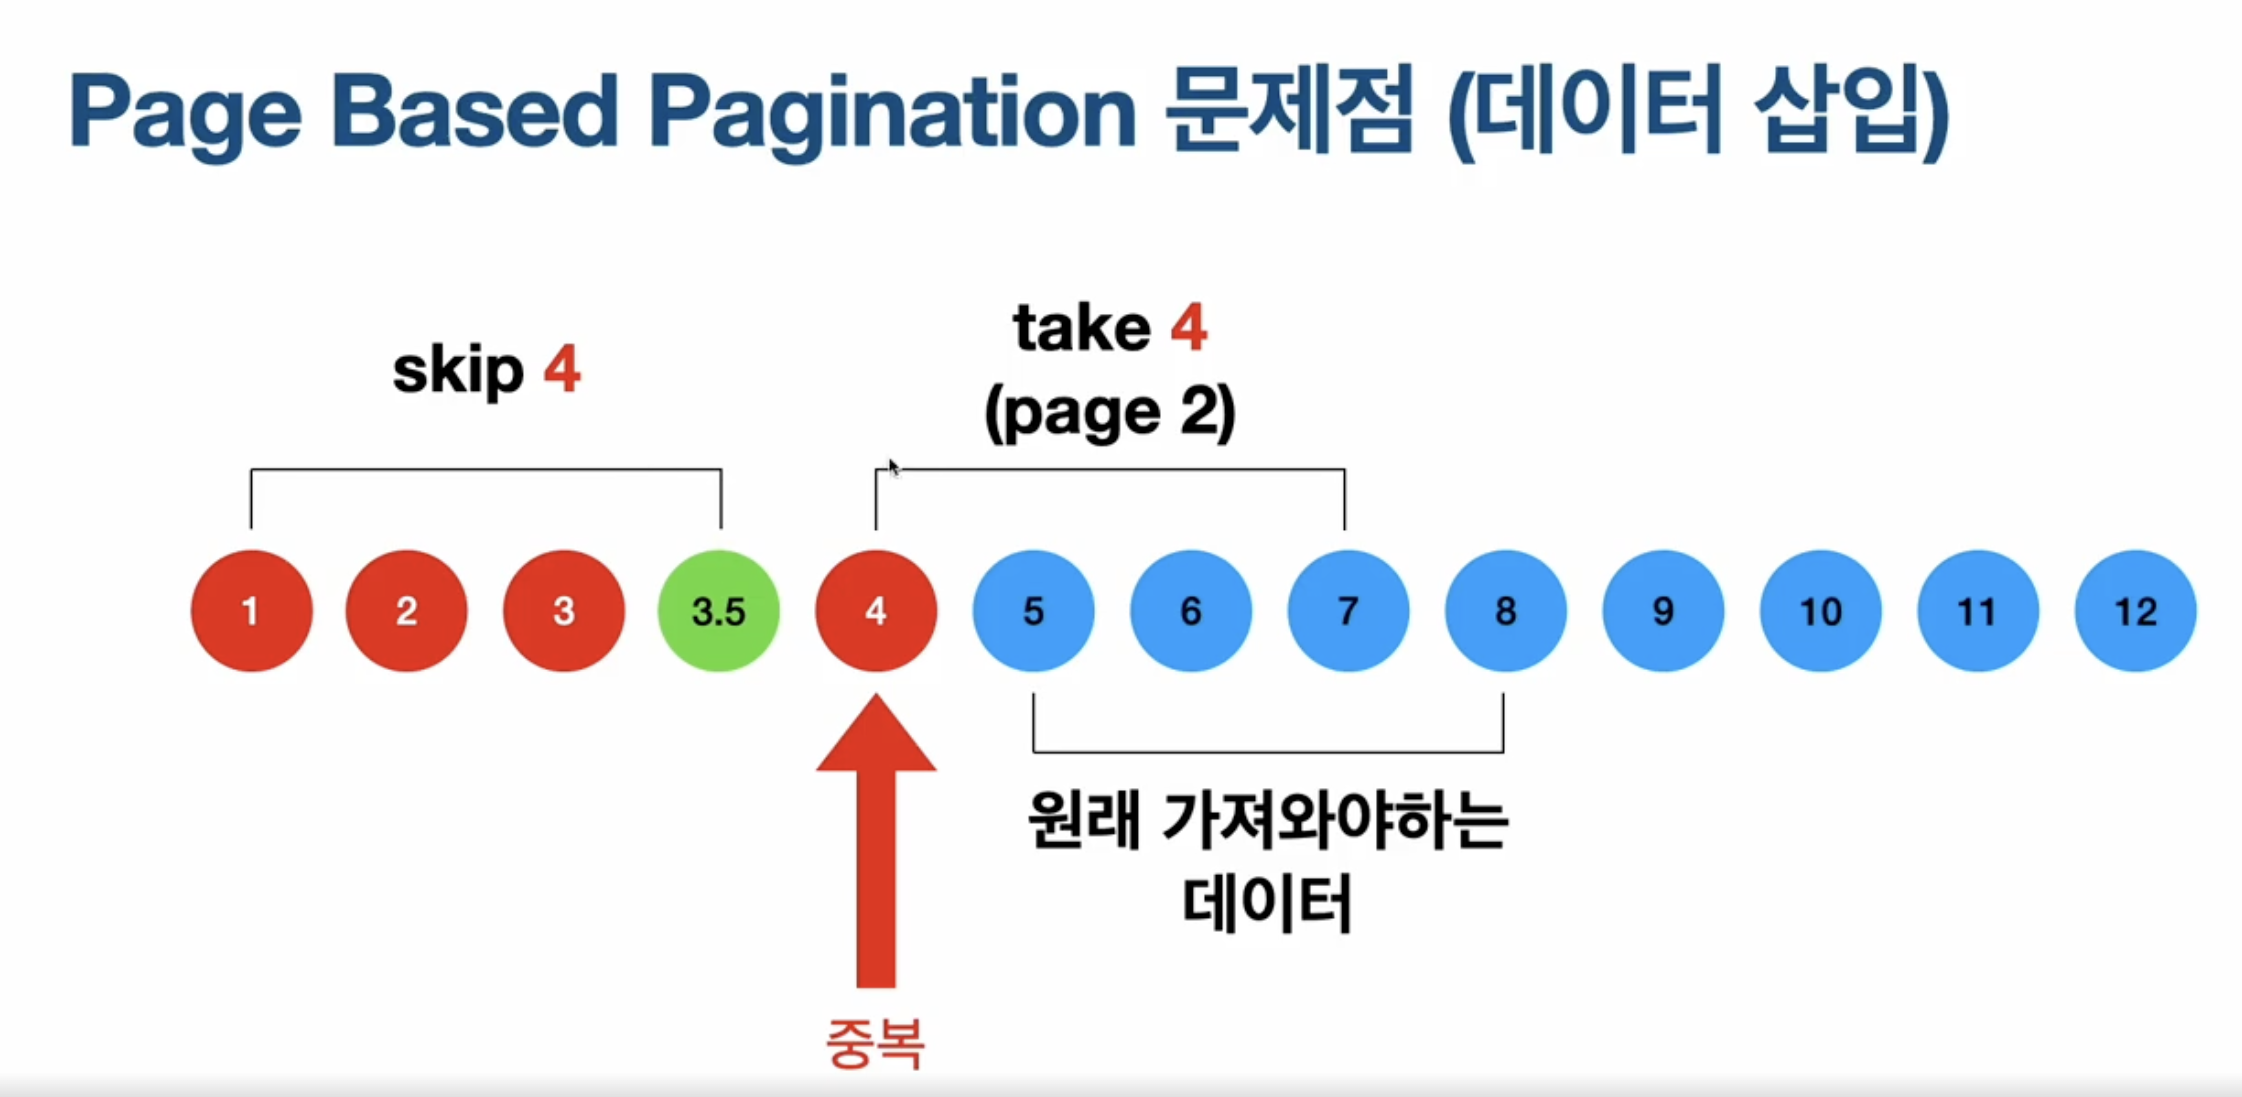 Page Based Pagination 문제점 (데이터 삽입)
skip 4
take 4
(page 2)
1 2 3 3.5 4 5 6 7 8 9 10 11 12
원래 가져와야하는
데이터
중복